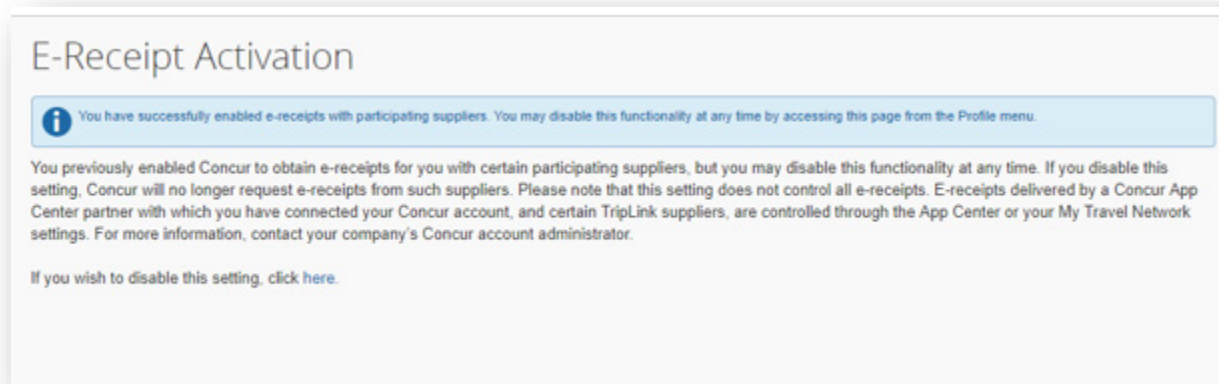 E-Receipt Activation
You have successfully enabled e-receipts with participating suppliers. You may disable this functionality at any time by accessing this page from the Profile menu.
You previously enabled Concur to obtain e-receipts for you with certain participating suppliers, but you may disable this functionality at any time. If you disable this
setting, Concur will no longer request e-receipts from such suppliers. Please note that this setting does not control all e-receipts. E-receipts delivered by a Concur App
Center partner with which you have connected your Concur account, and certain TripLink suppliers, are controlled through the App Center or your My Travel Network
settings. For more information, contact your company's Concur account administrator.
If you wish to disable this setting, click here.